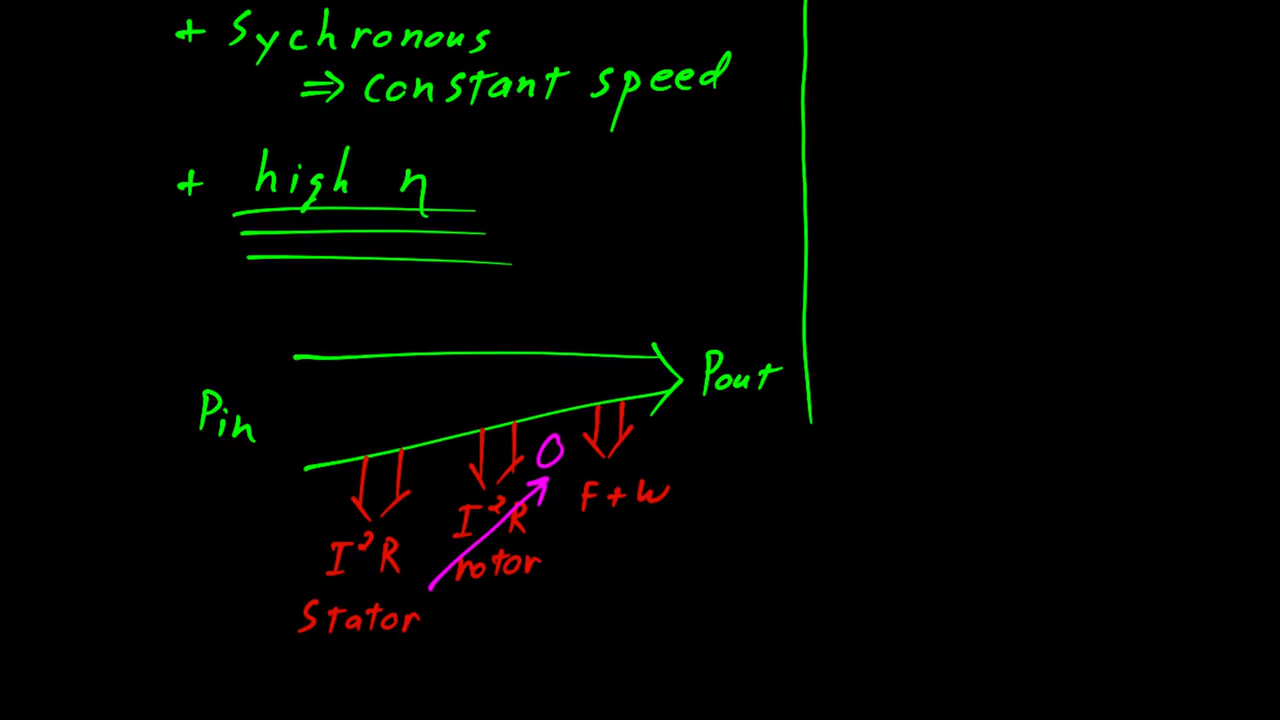 + Sychronous
⇒ constant speed
+ high η
Pin
Pout
I²R
Stator
I²R
rotor
0
F + W